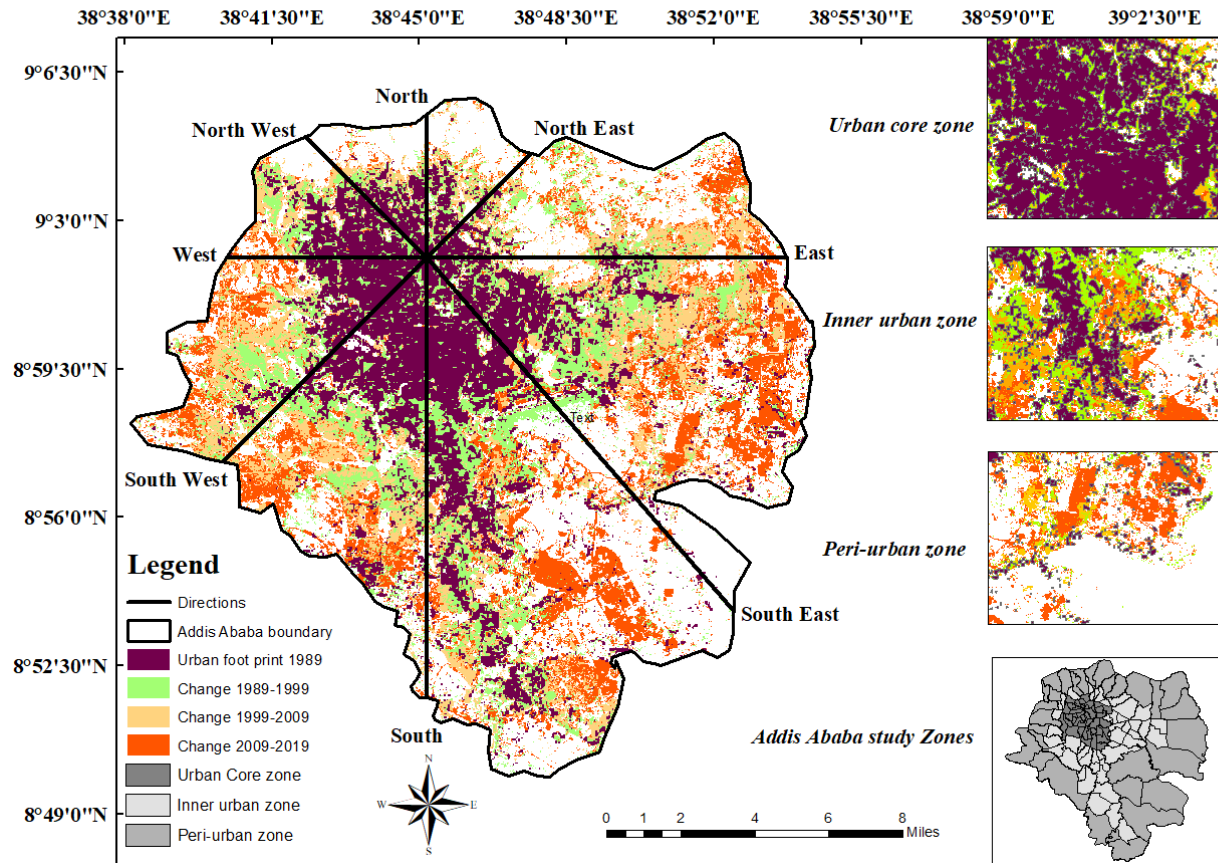 38°38'0"E 38°41'30"E 38°45'0"E 38°48'30"E 38°52'0"E 38°55'30"E 38°59'0"E 39°2'30"E
9°6'30"N
9°3'0"N
8°59'30"N
8°56'0"N
8°52'30"N
8°49'0"N
North
North West
North East
West
East
Text
South West
South East
South
Urban core zone
Inner urban zone
Peri-urban zone
Addis Ababa study Zones
Legend
Directions
Addis Ababa boundary
Urban foot print 1989
Change 1989-1999
Change 1999-2009
Change 2009-2019
Urban Core zone
Inner urban zone
Peri-urban zone
N
W E
S
0 1 2 4 6 8
Miles